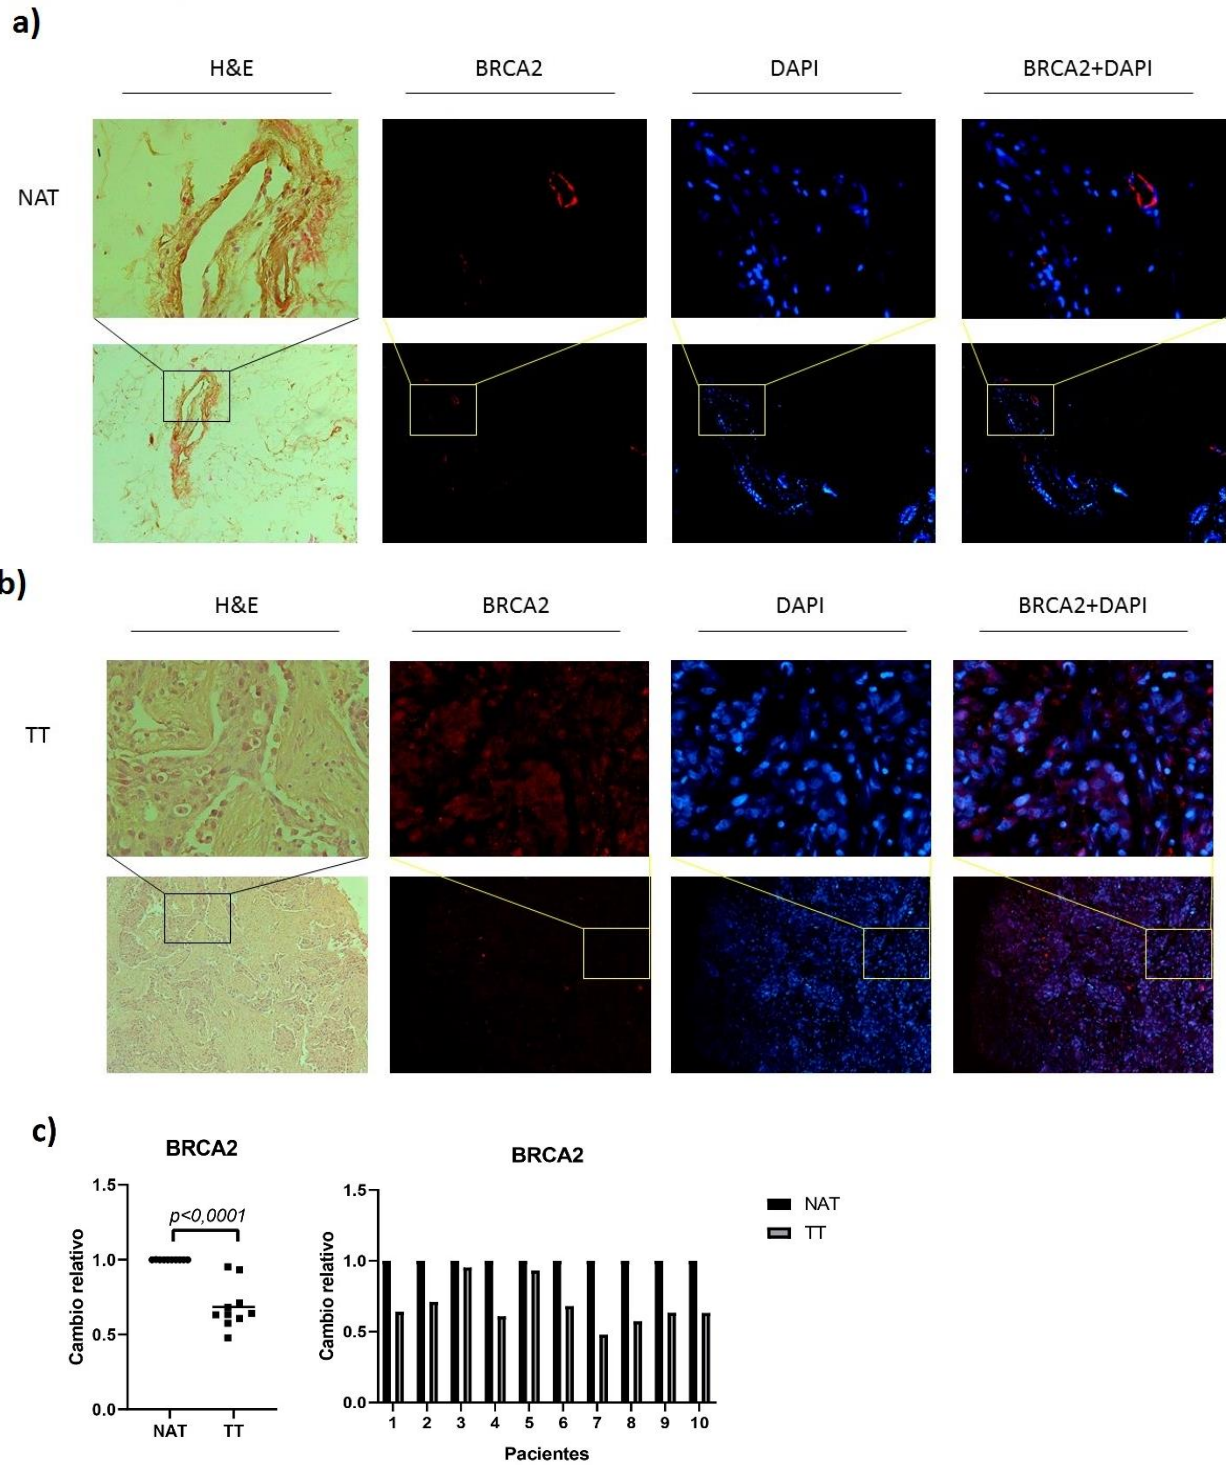 a)
H&E BRCA2 DAPI BRCA2+DAPI
NAT
b)
H&E BRCA2 DAPI BRCA2+DAPI
TT
c)
BRCA2
1.5
p<0,0001
1.0
0.5
0.0
Cambio relativo
NAT TT
BRCA2
1.5
1.0
0.5
0.0
Cambio relativo
1 2 3 4 5 6 7 8 9 10
Pacientes
NAT
TT